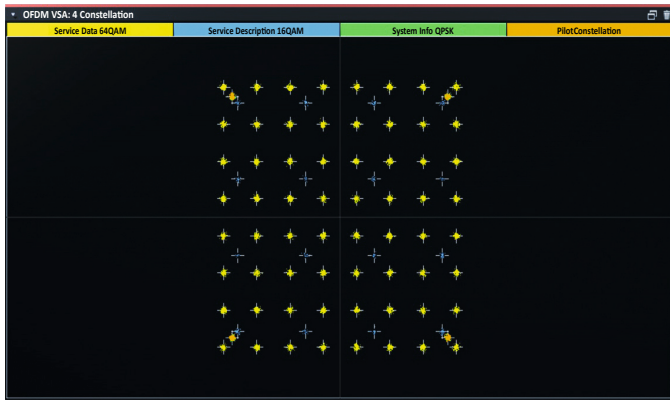 OFDM VSA: 4 Constellation
Service Data 64QAM
Service Description 16QAM
System Info QPSK
PilotConstellation